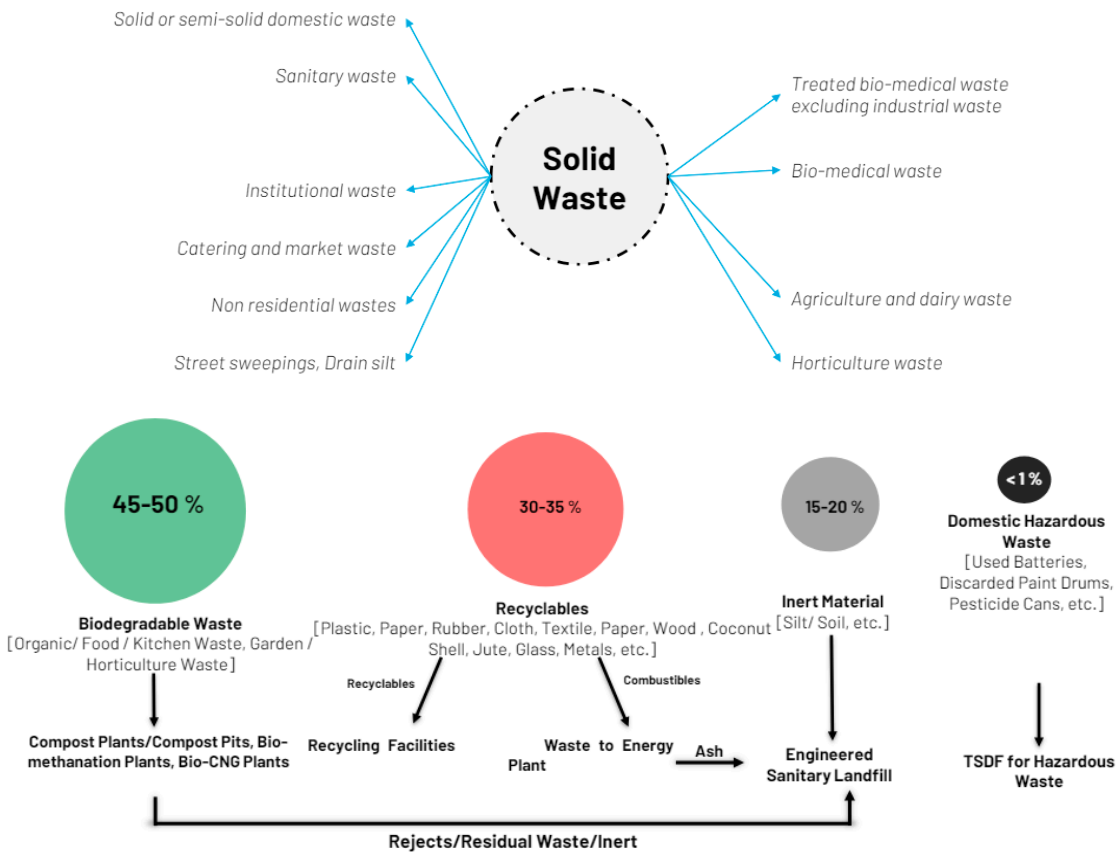 Solid or semi-solid domestic waste
Sanitary waste
Institutional waste
Catering and market waste
Non residential wastes
Street sweepings, Drain silt
Solid
Waste
Treated bio-medical waste
excluding industrial waste
Bio-medical waste
Agriculture and dairy waste
Horticulture waste
45-50 %
Biodegradable Waste
[Organic/ Food / Kitchen Waste, Garden /
Horticulture Waste]
Compost Plants/Compost Pits, Bio-
methanation Plants, Bio-CNG Plants
30-35 %
Recyclables
[Plastic, Paper, Rubber, Cloth, Textile, Paper, Wood , Coconut
Shell, Jute, Glass, Metals, etc.]
Recyclables
Combustibles
Recycling Facilities
Waste to Energy
Plant
Ash
15-20 %
Inert Material
[Silt/ Soil, etc.]
Engineered
Sanitary Landfill
<1 %
Domestic Hazardous
Waste
[Used Batteries,
Discarded Paint Drums,
Pesticide Cans, etc.]
TSDF for Hazardous
Waste
Rejects/Residual Waste/Inert